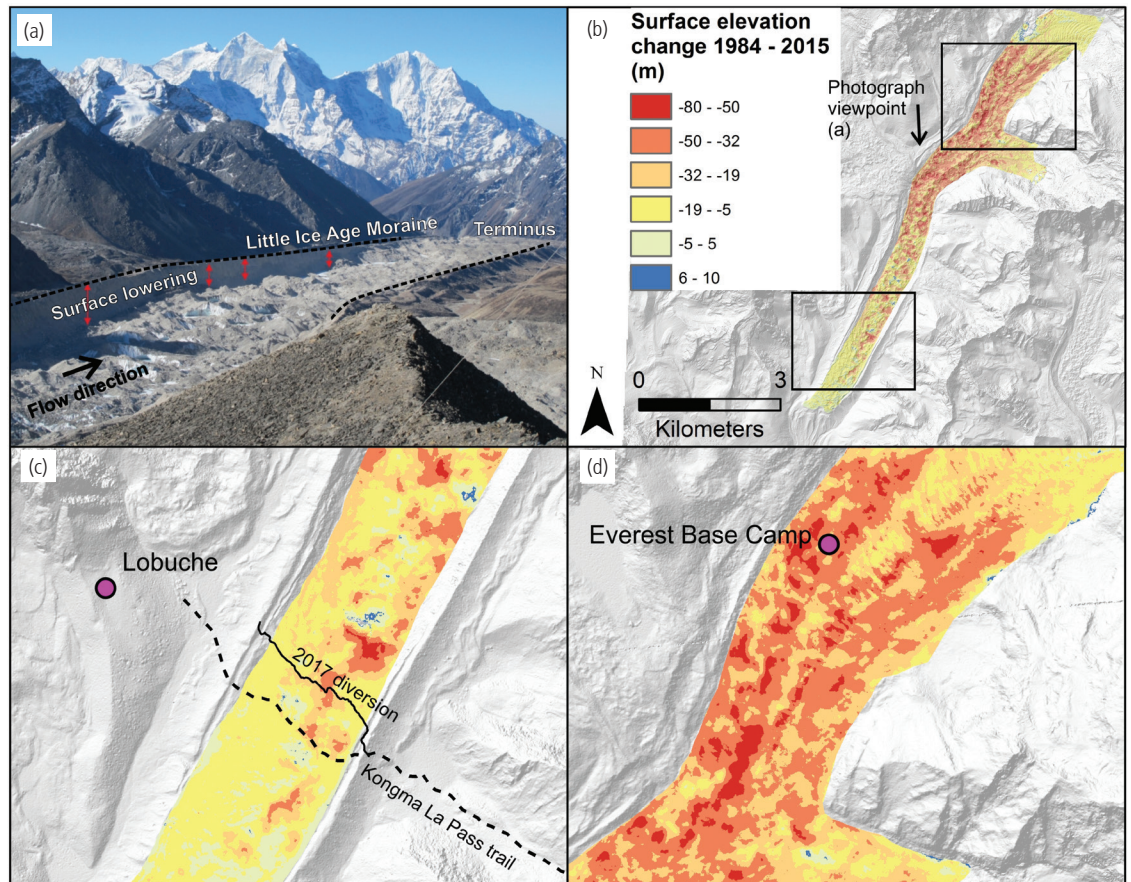 (a)
Little Ice Age Moraine
Terminus
Surface lowering
Flow direction
(b)
Surface elevation
change 1984 - 2015
(m)
-80 - -50
-50 - -32
-32 - -19
-19 - -5
-5 - 5
6 - 10
Photograph
viewpoint
(a)
N
0 3
Kilometers
(c)
Lobuche
2017 diversion
Kongma La Pass trail
(d)
Everest Base Camp